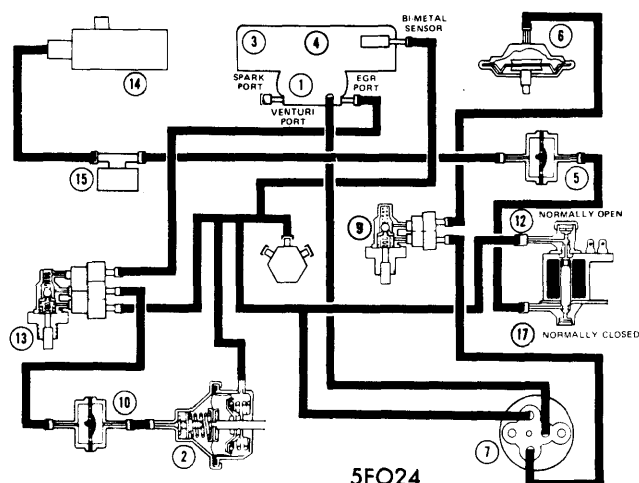 BI-METAL
SENSOR
3
4
6
14
SPARK
PORT
1
EGR
PORT
VENTURI
PORT
15
5
9
12
NORMALLY OPEN
13
17
NORMALLY CLOSED
10
2
7
5FO24